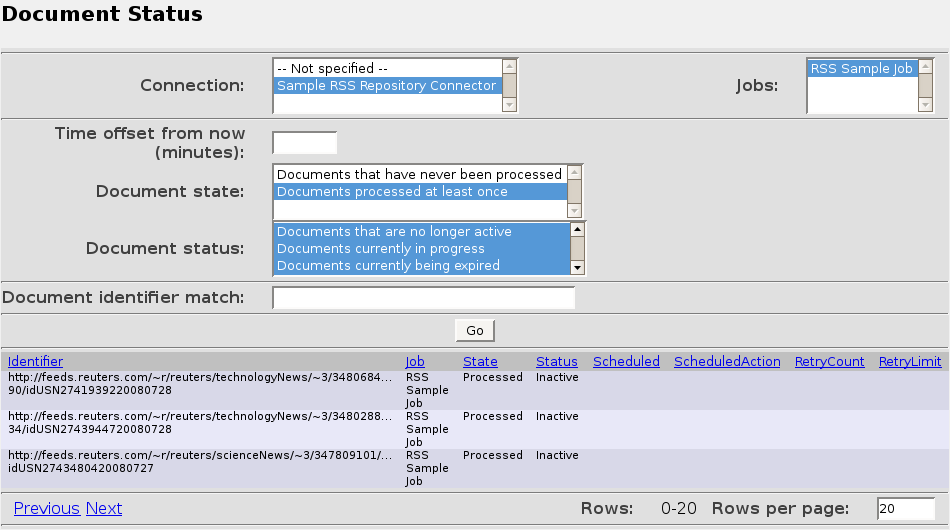 Document Status
Connection:
-- Not specified --
Sample RSS Repository Connector
Jobs:
RSS Sample Job
Time offset from now
(minutes):
Document state:
Documents that have never been processed
Documents processed at least once
Document status:
Documents that are no longer active
Documents currently in progress
Documents currently being expired
Document identifier match:
Go
Identifier Job State Status Scheduled ScheduledAction RetryCount RetryLimit
http://feeds.reuters.com/~r/reuters/technologyNews/~3/3480684... RSS Processed Inactive
90/idUSN2741939220080728 Sample
Job
http://feeds.reuters.com/~r/reuters/technologyNews/~3/3480288... RSS Processed Inactive
34/idUSN2743944720080728 Sample
Job
http://feeds.reuters.com/~r/reuters/scienceNews/~3/347809101/... RSS Processed Inactive
idUSN2743480420080727 Sample
Job
Previous Next Rows: 0-20 Rows per page: 20